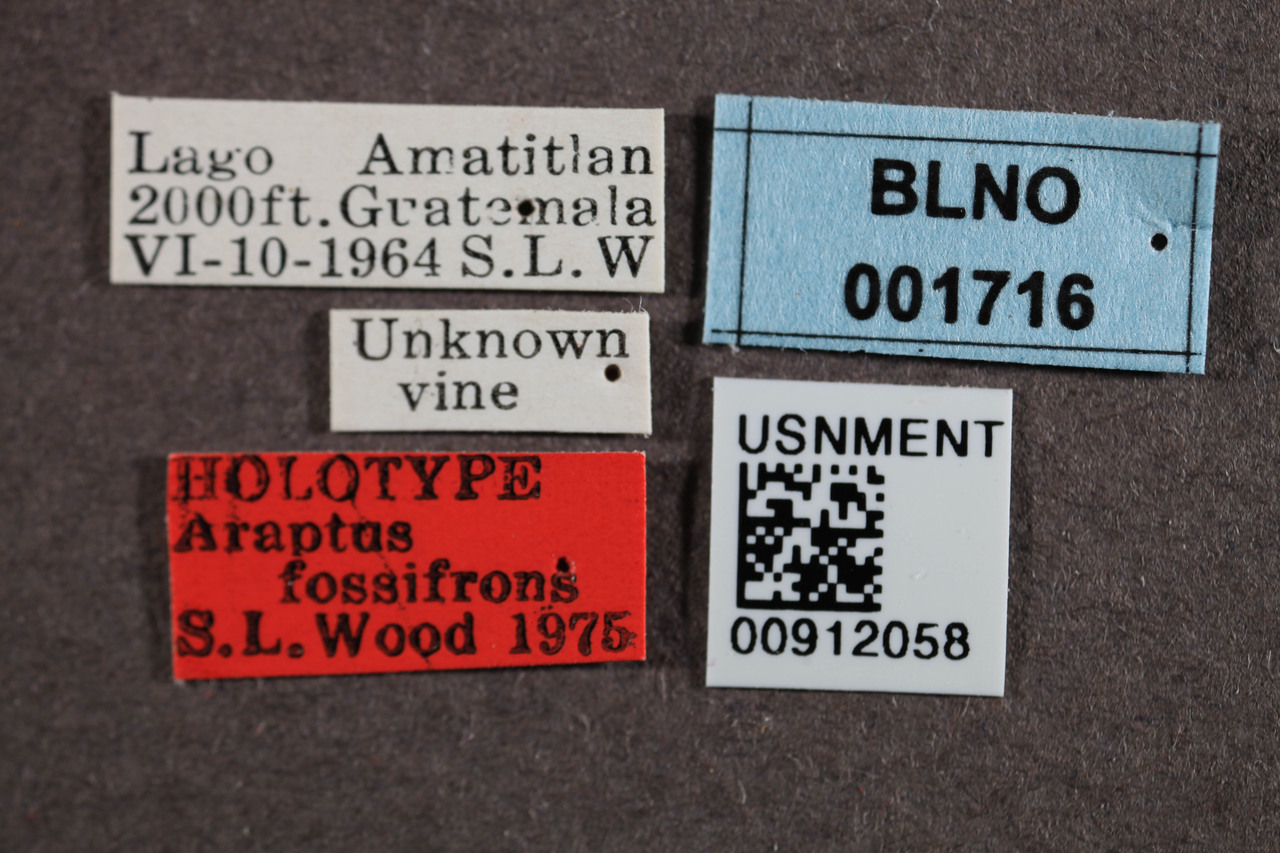 Lago Amatitlan
2000ft. Guatemala
VI-10-1964 S.L. W
Unknown
vine
HOLOTYPE
Araptus
fossifrons
S.L. Wood 1975
BLNO
001716
USNMENT
00912058